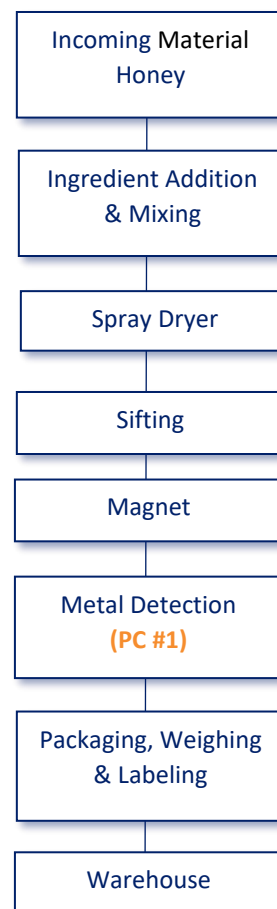 Incoming Material
Honey
Ingredient Addition
& Mixing
Spray Dryer
Sifting
Magnet
Metal Detection
(PC #1)
Packaging, Weighing
& Labeling
Warehouse